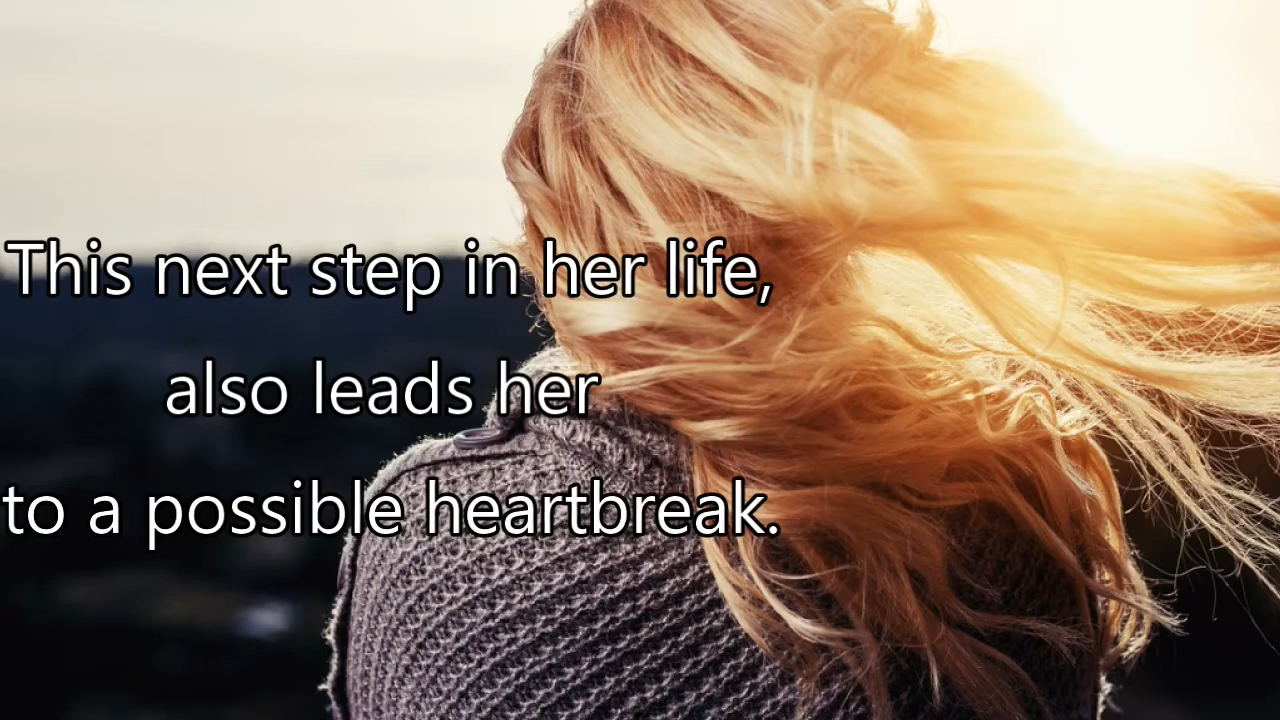 This next step in her life,
also leads her
to a possible heartbreak.